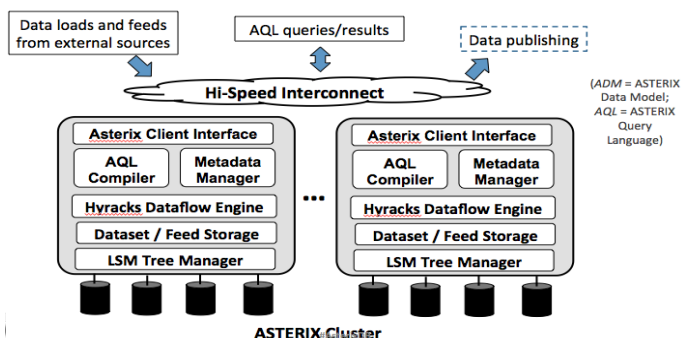 Data loads and feeds
from external sources
AQL queries/results
Data publishing
Hi-Speed Interconnect
(ADM = ASTERIX
Data Model;
AQL = ASTERIX
Query
Language)
Asterix Client Interface
AQL
Compiler
Metadata
Manager
Hyracks Dataflow Engine
Dataset / Feed Storage
LSM Tree Manager
...
Asterix Client Interface
AQL
Compiler
Metadata
Manager
Hyracks Dataflow Engine
Dataset / Feed Storage
LSM Tree Manager
ASTERIX Cluster